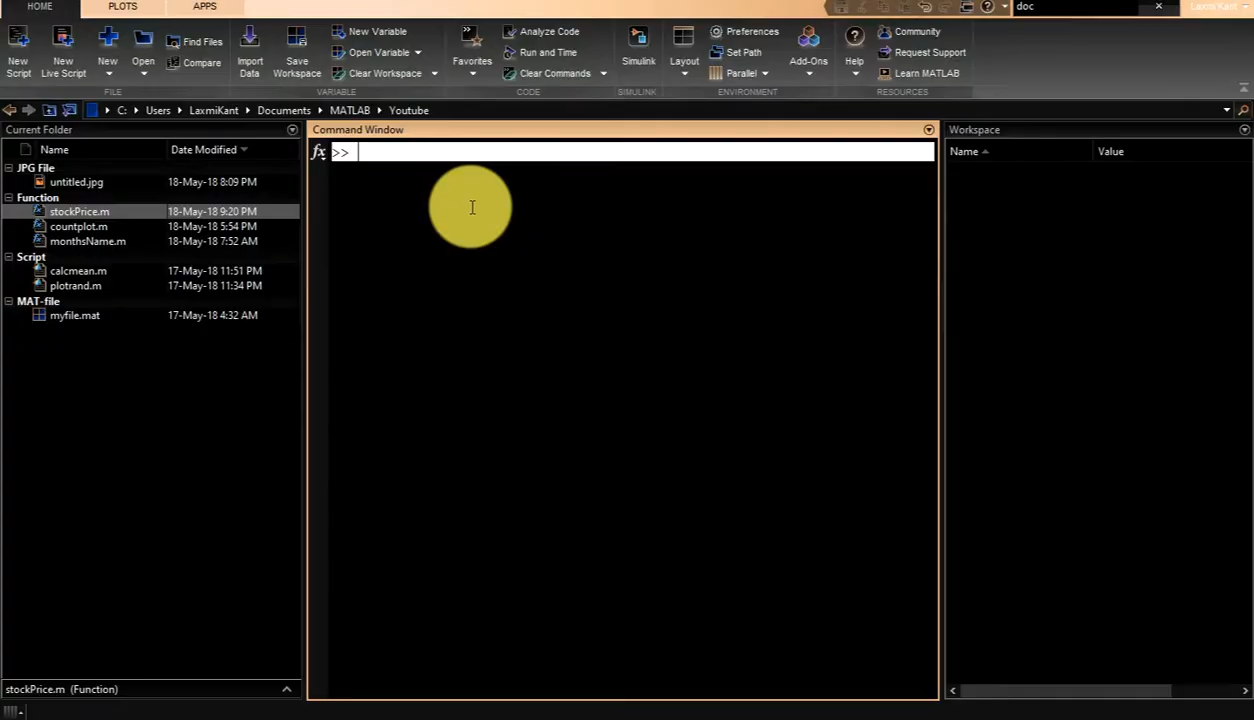 HOME PLOTS APPS doc LaxmiKant
New Script
New Live Script
New
Open
Find Files
Compare
Import Data
Save Workspace
New Variable
Open Variable
Clear Workspace
Favorites
Analyze Code
Run and Time
Clear Commands
Simulink
Layout
Preferences
Set Path
Parallel
Add-Ons
Help
Community
Request Support
Learn MATLAB
FILE VARIABLE CODE SIMULINK ENVIRONMENT RESOURCES
C: Users LaxmiKant Documents MATLAB Youtube
Current Folder
Name Date Modified
JPG File
untitled.jpg 18-May-18 8:09 PM
Function
stockPrice.m 18-May-18 9:20 PM
countplot.m 18-May-18 5:54 PM
monthsName.m 18-May-18 7:52 AM
Script
calcmean.m 17-May-18 11:51 PM
plotrand.m 17-May-18 11:34 PM
MAT-file
myfile.mat 17-May-18 4:32 AM
stockPrice.m (Function)
Command Window
fx >>
Workspace
Name Value